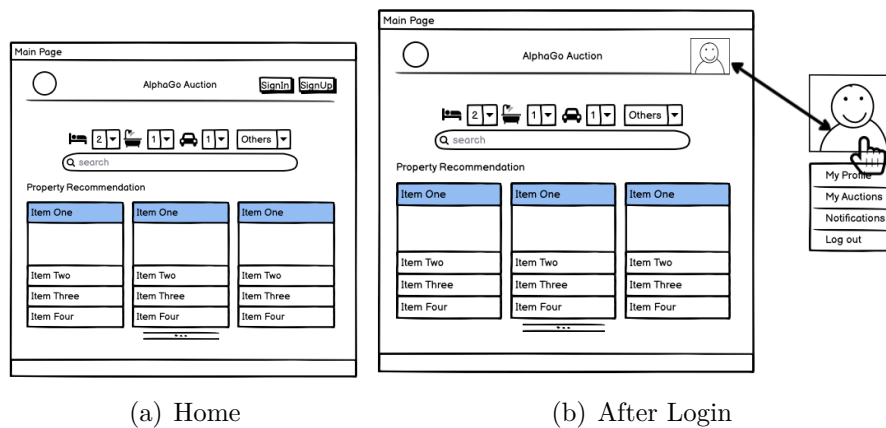 Main Page
AlphaGo Auction SignIn SignUp
2 1 1 Others
search
Property Recommendation
Item One Item One Item One
Item Two Item Two Item Two
Item Three Item Three Item Three
Item Four Item Four Item Four
(a) Home
Main Page
AlphaGo Auction
2 1 1 Others
search
Property Recommendation
Item One Item One Item One
Item Two Item Two Item Two
Item Three Item Three Item Three
Item Four Item Four Item Four
My Profile
My Auctions
Notifications
Log out
(b) After Login